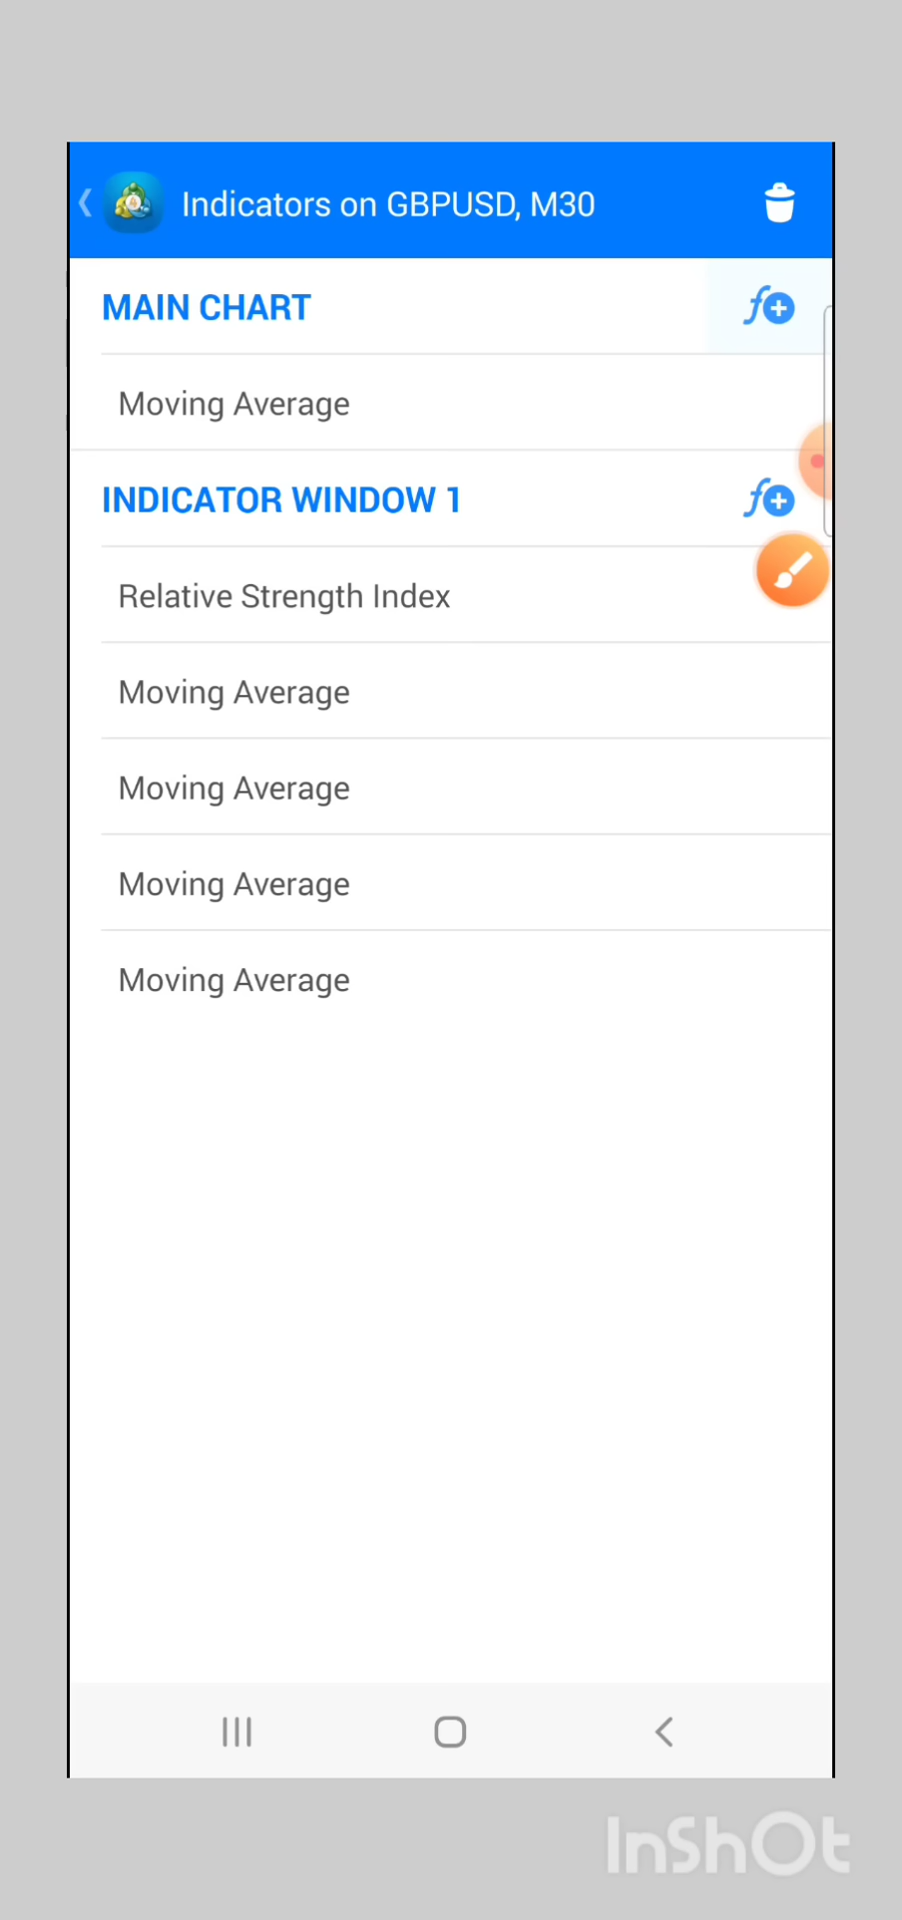 Indicators on GBPUSD, M30
MAIN CHART
Moving Average
INDICATOR WINDOW 1
Relative Strength Index
Moving Average
Moving Average
Moving Average
Moving Average
InShOt